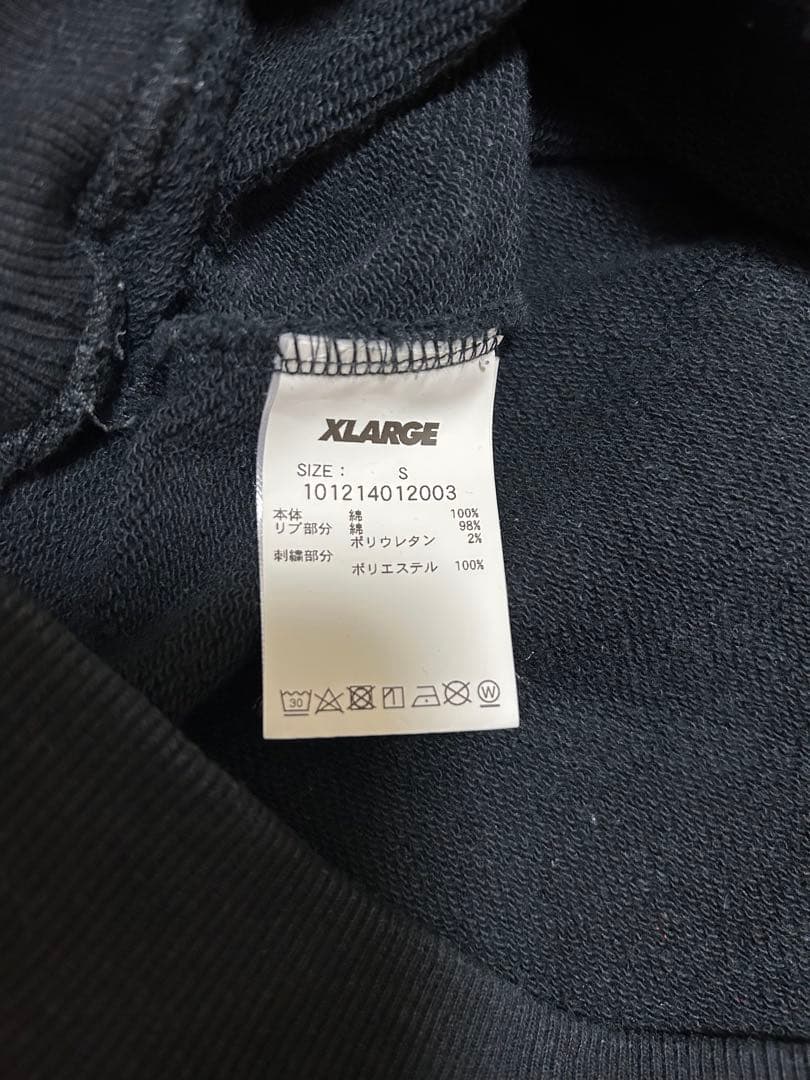 XLARGE
SIZE : S
101214012003
本体 綿 100%
リブ部分 綿 98%
ポリウレタン 2%
刺繍部分
ポリエステル 100%
30 W